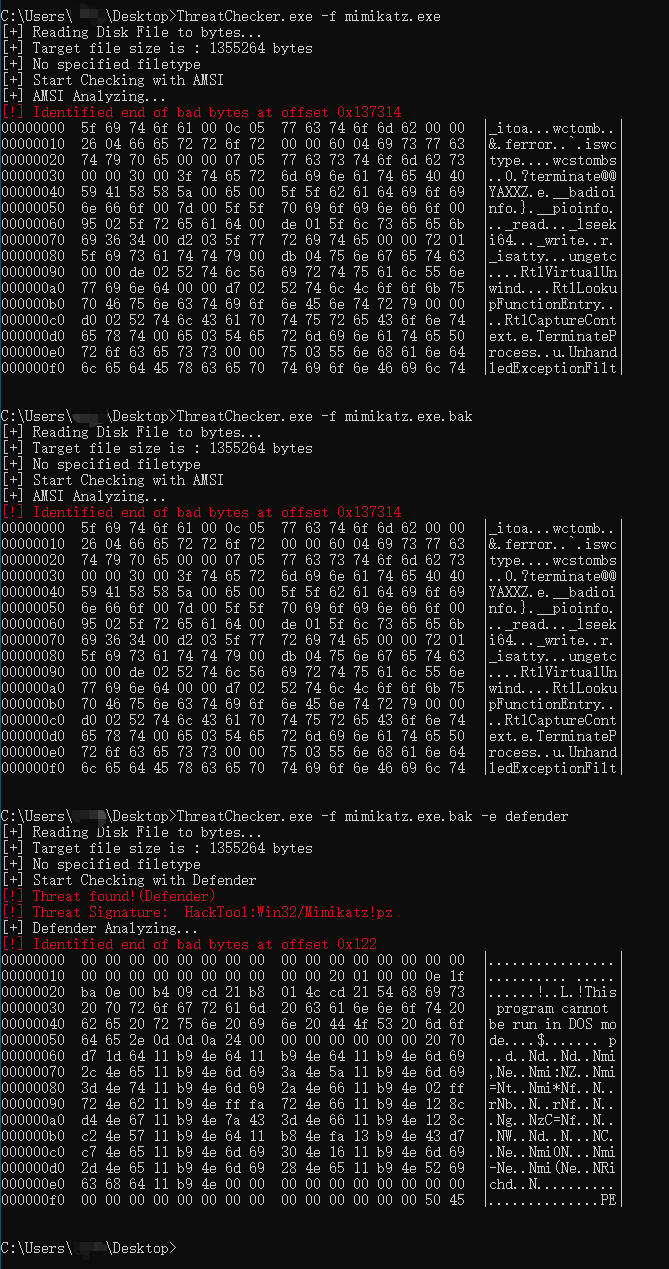 C:\Users\ \Desktop>ThreatChecker.exe -f mimikatz.exe
[+] Reading Disk File to bytes...
[+] Target file size is : 1355264 bytes
[+] No specified filetype
[+] Start Checking with AMSI
[+] AMSI Analyzing...
[!] Identified end of bad bytes at offset 0x137314
00000000 5f 69 74 6f 61 00 0c 05 77 63 74 6f 6d 62 00 00 _itoa...wctomb..
00000010 26 04 66 65 72 72 6f 72 00 00 60 04 69 73 77 63 &.ferror..`.iswc
00000020 74 79 70 65 00 00 07 05 77 63 73 74 6f 6d 62 73 type....wcstombs
00000030 00 00 30 00 3f 74 65 72 6d 69 6e 61 74 65 40 40 ..0.?terminate@@
00000040 59 41 58 58 5a 00 65 00 5f 5f 62 61 64 69 6f 69 YAXXZ.e.__badioi
00000050 6e 66 6f 00 7d 00 5f 5f 70 69 6f 69 6e 66 6f 00 nfo.}.__pioinfo.
00000060 95 02 5f 72 65 61 64 00 de 01 5f 6c 73 65 65 6b .._read..._lseek
00000070 69 36 34 00 d2 03 5f 77 72 69 74 65 00 00 72 01 i64..._write..r.
00000080 5f 69 73 61 74 74 79 00 db 04 75 6e 67 65 74 63 _isatty...ungetc
00000090 00 00 de 02 52 74 6c 56 69 72 74 75 61 6c 55 6e ....RtlVirtualUn
000000a0 77 69 6e 64 00 00 d7 02 52 74 6c 4c 6f 6f 6b 75 wind....RtlLooku
000000b0 70 46 75 6e 63 74 69 6f 6e 45 6e 74 72 79 00 00 pFunctionEntry..
000000c0 d0 02 52 74 6c 43 61 70 74 75 72 65 43 6f 6e 74 ..RtlCaptureCont
000000d0 65 78 74 00 65 03 54 65 72 6d 69 6e 61 74 65 50 ext.e.TerminateP
000000e0 72 6f 63 65 73 73 00 00 75 03 55 6e 68 61 6e 64 rocess..u.Unhand
000000f0 6c 65 64 45 78 63 65 70 74 69 6f 6e 46 69 6c 74 ledExceptionFilt
C:\Users\ \Desktop>ThreatChecker.exe -f mimikatz.exe.bak
[+] Reading Disk File to bytes...
[+] Target file size is : 1355264 bytes
[+] No specified filetype
[+] Start Checking with AMSI
[+] AMSI Analyzing...
[!] Identified end of bad bytes at offset 0x137314
00000000 5f 69 74 6f 61 00 0c 05 77 63 74 6f 6d 62 00 00 _itoa...wctomb..
00000010 26 04 66 65 72 72 6f 72 00 00 60 04 69 73 77 63 &.ferror..`.iswc
00000020 74 79 70 65 00 00 07 05 77 63 73 74 6f 6d 62 73 type....wcstombs
00000030 00 00 30 00 3f 74 65 72 6d 69 6e 61 74 65 40 40 ..0.?terminate@@
00000040 59 41 58 58 5a 00 65 00 5f 5f 62 61 64 69 6f 69 YAXXZ.e.__badioi
00000050 6e 66 6f 00 7d 00 5f 5f 70 69 6f 69 6e 66 6f 00 nfo.}.__pioinfo.
00000060 95 02 5f 72 65 61 64 00 de 01 5f 6c 73 65 65 6b .._read..._lseek
00000070 69 36 34 00 d2 03 5f 77 72 69 74 65 00 00 72 01 i64..._write..r.
00000080 5f 69 73 61 74 74 79 00 db 04 75 6e 67 65 74 63 _isatty...ungetc
00000090 00 00 de 02 52 74 6c 56 69 72 74 75 61 6c 55 6e ....RtlVirtualUn
000000a0 77 69 6e 64 00 00 d7 02 52 74 6c 4c 6f 6f 6b 75 wind....RtlLooku
000000b0 70 46 75 6e 63 74 69 6f 6e 45 6e 74 72 79 00 00 pFunctionEntry..
000000c0 d0 02 52 74 6c 43 61 70 74 75 72 65 43 6f 6e 74 ..RtlCaptureCont
000000d0 65 78 74 00 65 03 54 65 72 6d 69 6e 61 74 65 50 ext.e.TerminateP
000000e0 72 6f 63 65 73 73 00 00 75 03 55 6e 68 61 6e 64 rocess..u.Unhand
000000f0 6c 65 64 45 78 63 65 70 74 69 6f 6e 46 69 6c 74 ledExceptionFilt
C:\Users\ \Desktop>ThreatChecker.exe -f mimikatz.exe.bak -e defender
[+] Reading Disk File to bytes...
[+] Target file size is : 1355264 bytes
[+] No specified filetype
[+] Start Checking with Defender
[!] Threat found!(Defender)
[!] Threat Signature: HackTool:Win32/Mimikatz!pz
[+] Defender Analyzing...
[!] Identified end of bad bytes at offset 0x122
00000000 00 00 00 00 00 00 00 00 00 00 00 00 00 00 00 00 ................
00000010 00 00 00 00 00 00 00 00 00 00 20 01 00 00 0e 1f .......... .....
00000020 ba 0e 00 b4 09 cd 21 b8 01 4c cd 21 54 68 69 73 ......!..L.!This
00000030 20 70 72 6f 67 72 61 6d 20 63 61 6e 6e 6f 74 20  program cannot
00000040 62 65 20 72 75 6e 20 69 6e 20 44 4f 53 20 6d 6f be run in DOS mo
00000050 64 65 2e 0d 0d 0a 24 00 00 00 00 00 00 00 20 70 de....$....... p
00000060 d7 1d 64 11 b9 4e 64 11 b9 4e 64 11 b9 4e 6d 69 ..d..Nd..Nd..Nmi
00000070 2c 4e 65 11 b9 4e 6d 69 3a 4e 5a 11 b9 4e 6d 69 ,Ne..Nmi:NZ..Nmi
00000080 3d 4e 74 11 b9 4e 6d 69 2a 4e 66 11 b9 4e 02 ff =Nt..Nmi*Nf..N..
00000090 72 4e 62 11 b9 4e ff fa 72 4e 66 11 b9 4e 12 8c rNb..N..rNf..N..
000000a0 d4 4e 67 11 b9 4e 7a 43 3d 4e 66 11 b9 4e 12 8c .Ng..NzC=Nf..N..
000000b0 c2 4e 57 11 b9 4e 64 11 b8 4e fa 13 b9 4e 43 d7 .NW..Nd..N...NC.
000000c0 c7 4e 65 11 b9 4e 6d 69 30 4e 16 11 b9 4e 6d 69 .Ne..Nmi0N...Nmi
000000d0 2d 4e 65 11 b9 4e 6d 69 28 4e 65 11 b9 4e 52 69 -Ne..Nmi(Ne..NRi
000000e0 63 68 64 11 b9 4e 00 00 00 00 00 00 00 00 00 00 chd..N..........
000000f0 00 00 00 00 00 00 00 00 00 00 00 00 00 00 50 45 ..............PE
C:\Users\ \Desktop>